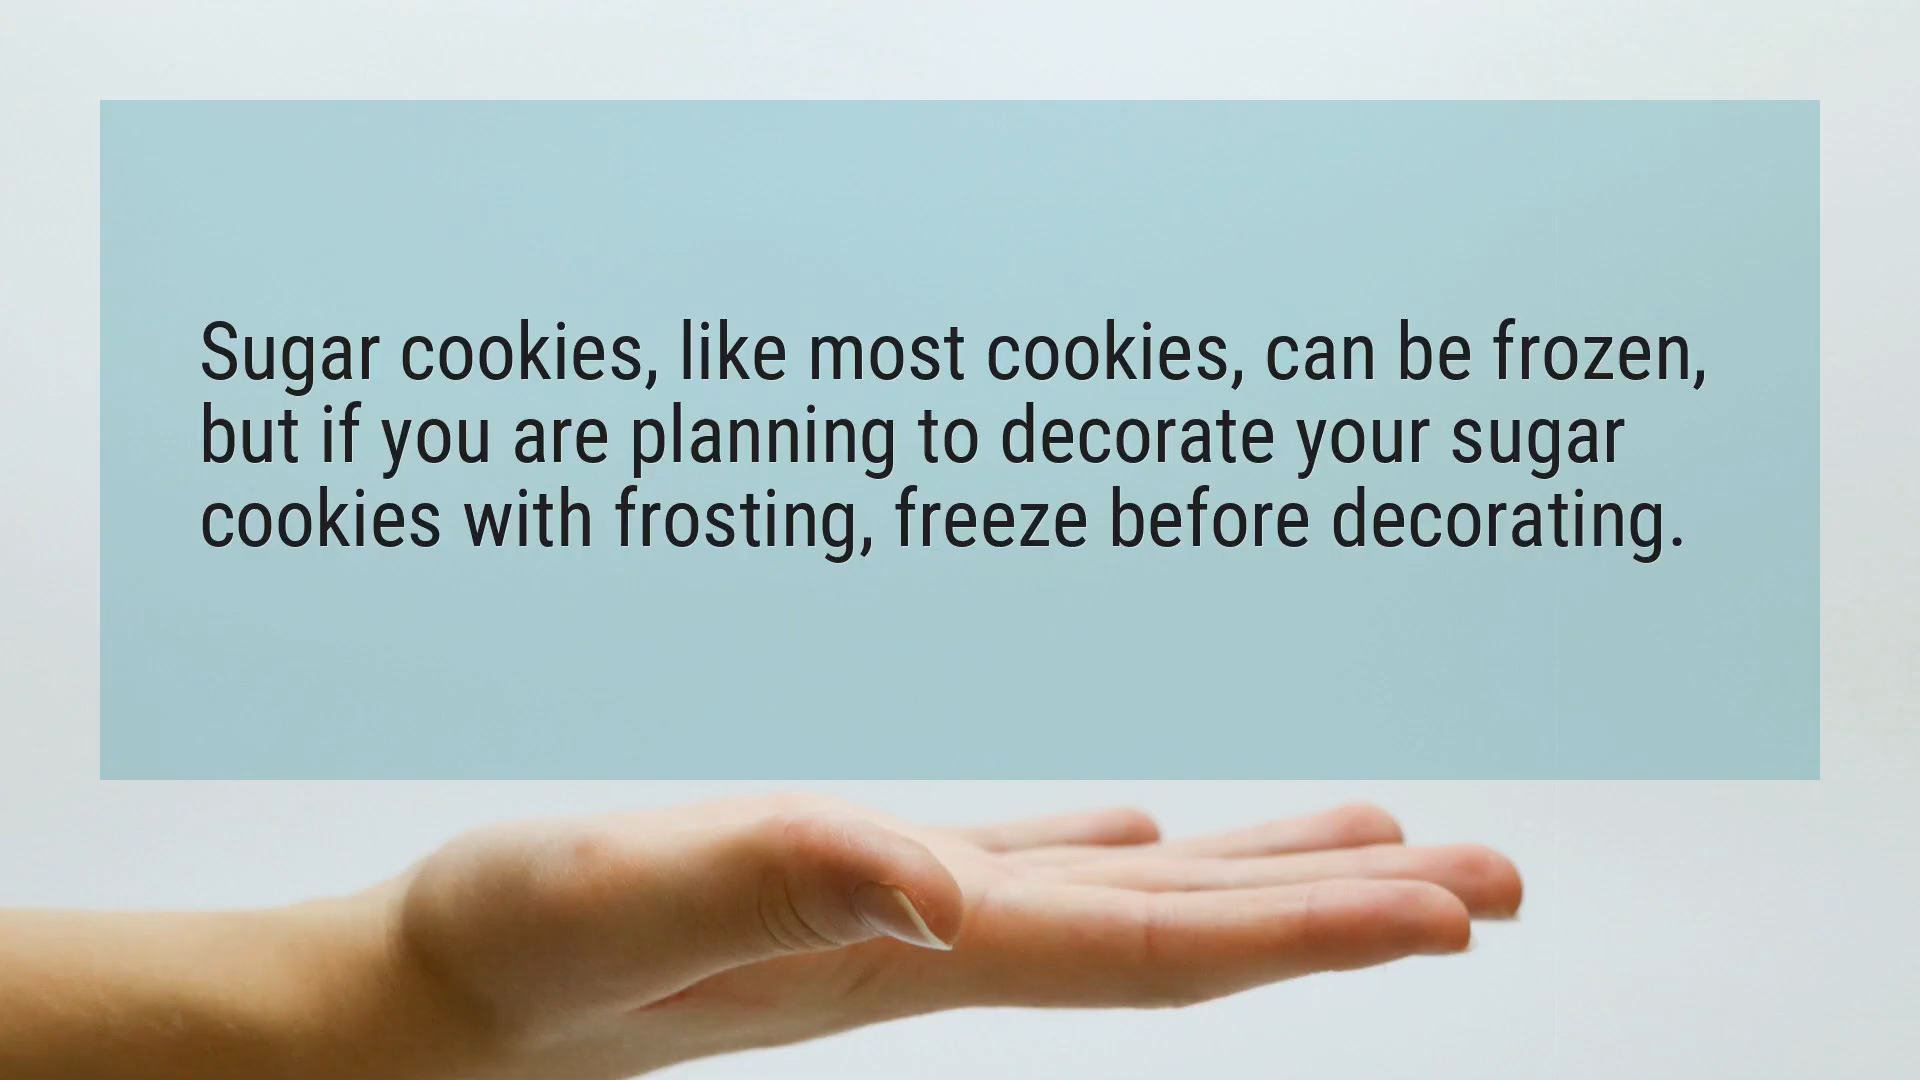 Sugar cookies, like most cookies, can be frozen,
but if you are planning to decorate your sugar
cookies with frosting, freeze before decorating.